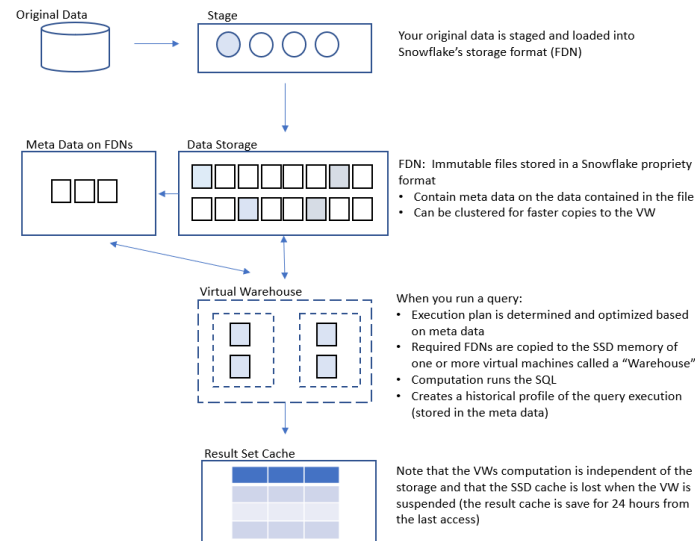 Original Data
Stage
Your original data is staged and loaded into
Snowflake's storage format (FDN)
Meta Data on FDNs
Data Storage
FDN: Immutable files stored in a Snowflake propriety
format
• Contain meta data on the data contained in the file
• Can be clustered for faster copies to the VW
Virtual Warehouse
When you run a query:
• Execution plan is determined and optimized based
on meta data
• Required FDNs are copied to the SSD memory of
one or more virtual machines called a “Warehouse”
• Computation runs the SQL
• Creates a historical profile of the query execution
(stored in the meta data)
Result Set Cache
Note that the VWs computation is independent of the
storage and that the SSD cache is lost when the VW is
suspended (the result cache is save for 24 hours from
the last access)